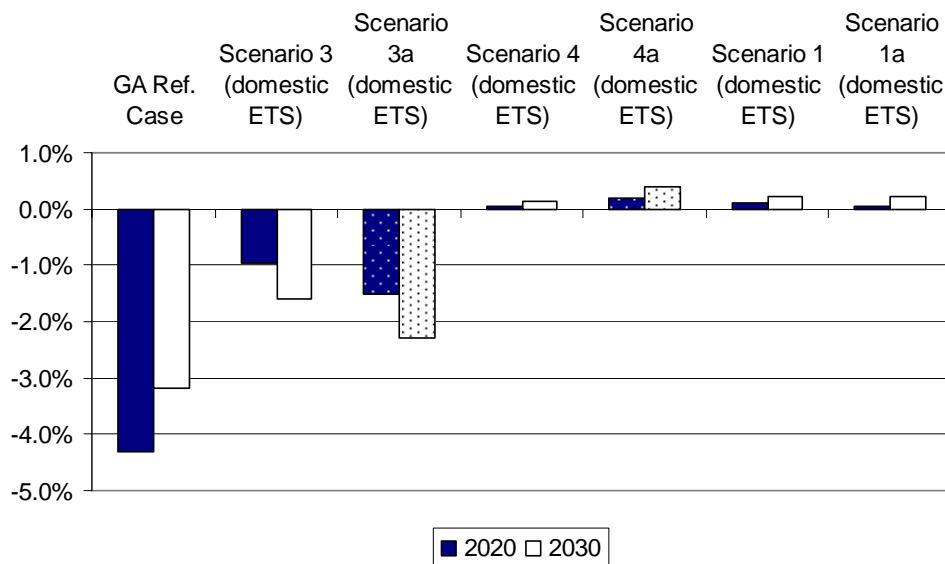 GA Ref.
Case
Scenario 3
(domestic
ETS)
Scenario
3a
(domestic
ETS)
Scenario 4
(domestic
ETS)
Scenario
4a
(domestic
ETS)
Scenario 1
(domestic
ETS)
Scenario
1a
(domestic
ETS)
1.0%
0.0%
-1.0%
-2.0%
-3.0%
-4.0%
-5.0%
2020
2030